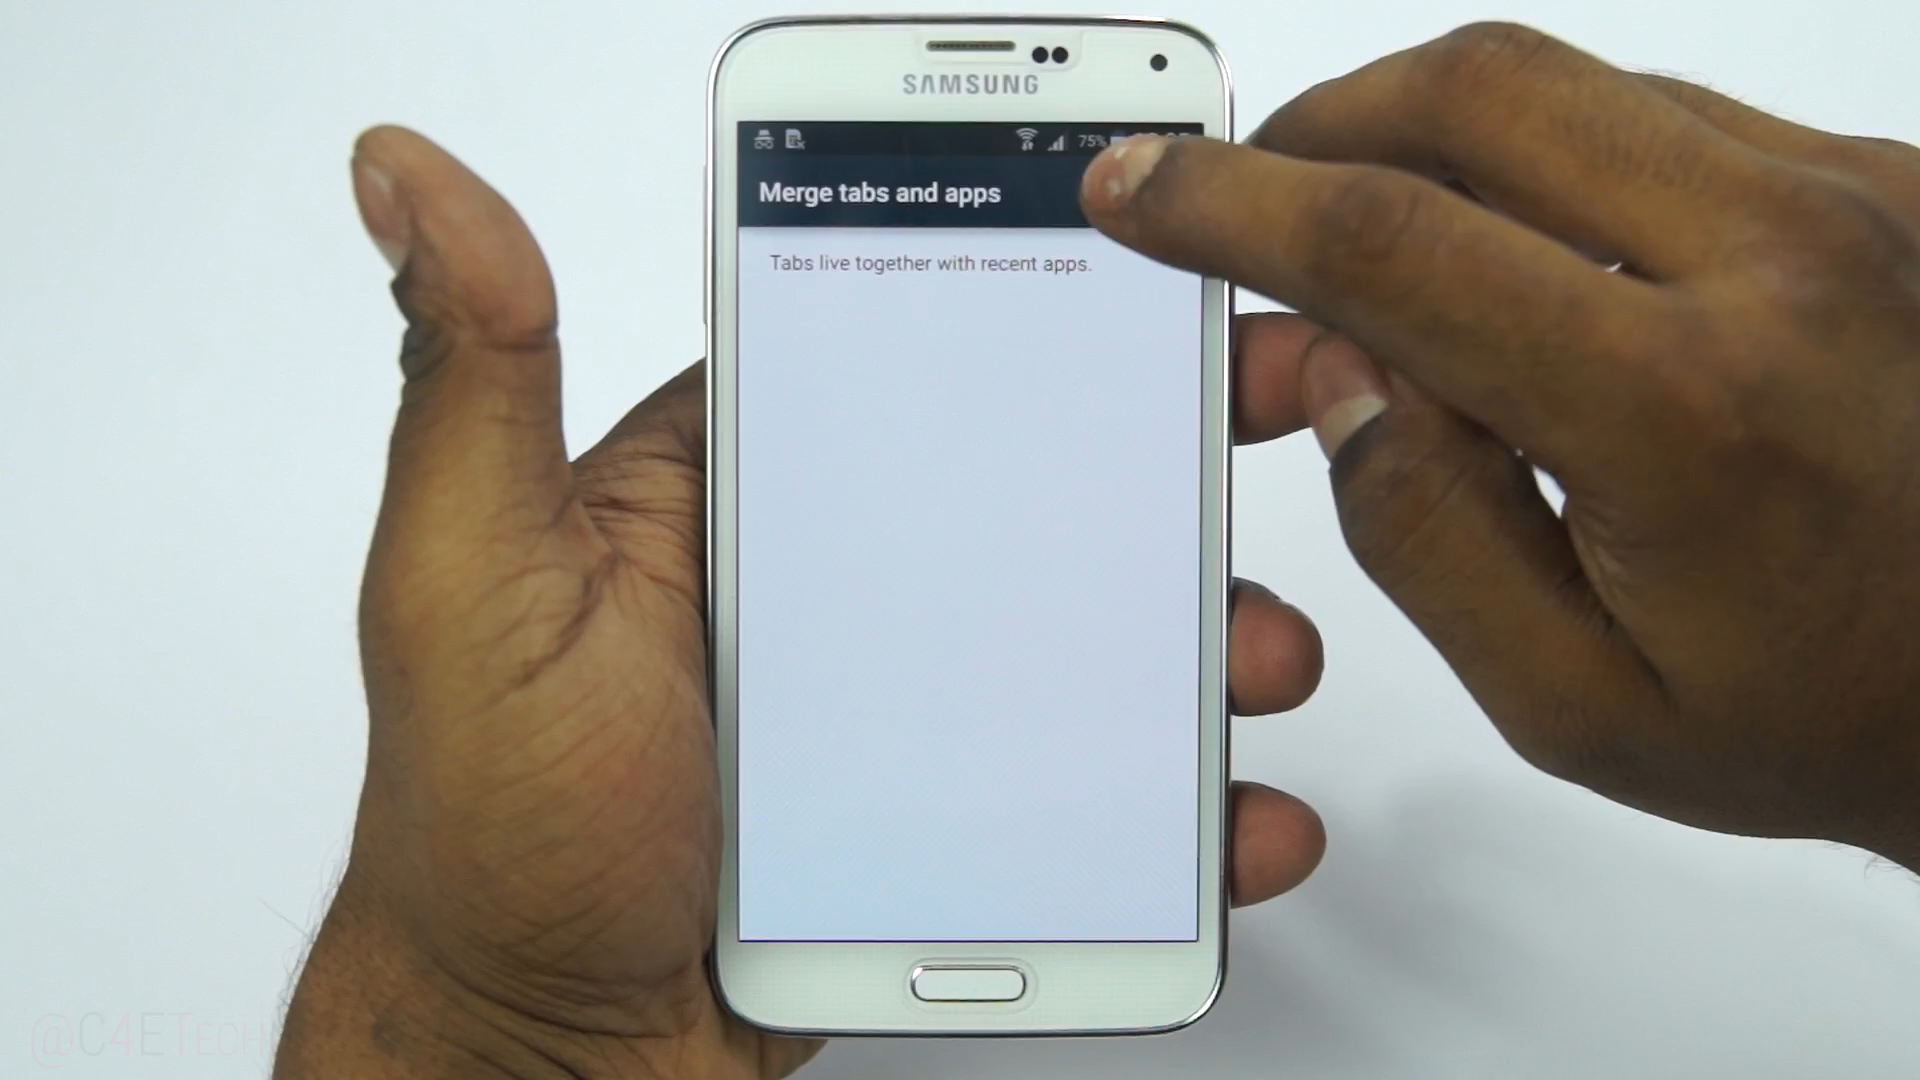 SAMSUNG
75%
Merge tabs and apps
Tabs live together with recent apps.
@C4ETECH